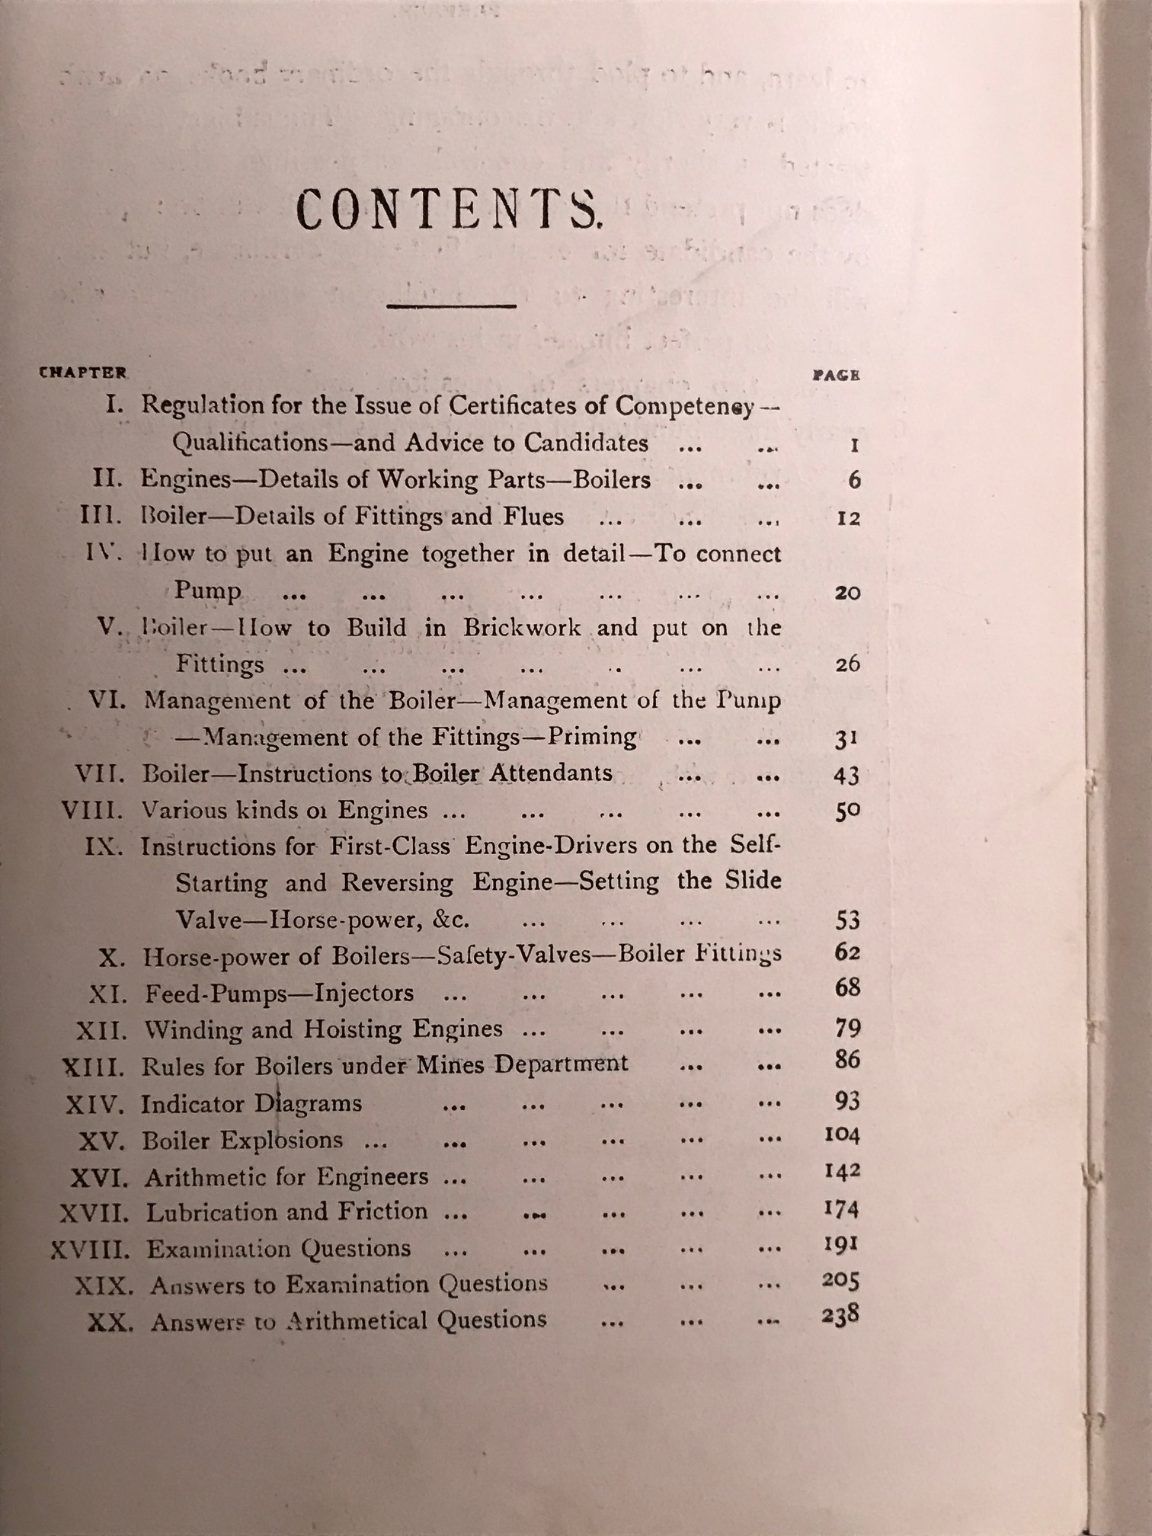 CONTENTS.
CHAPTER PAGE
I. Regulation for the Issue of Certificates of Competency—
Qualifications—and Advice to Candidates ... ... 1
II. Engines—Details of Working Parts—Boilers ... ... 6
III. Boiler—Details of Fittings and Flues ... ... ... 12
IV. How to put an Engine together in detail—To connect
Pump ... ... ... ... ... ... ... 20
V. Boiler—How to Build in Brickwork and put on the
Fittings ... ... ... ... .. ... ... 26
VI. Management of the Boiler—Management of the Pump
—Management of the Fittings—Priming ... ... 31
VII. Boiler—Instructions to Boiler Attendants ... ... 43
VIII. Various kinds of Engines ... ... ... ... ... 50
IX. Instructions for First-Class Engine-Drivers on the Self-
Starting and Reversing Engine—Setting the Slide
Valve—Horse-power, &c. ... ... ... ... 53
X. Horse-power of Boilers—Safety-Valves—Boiler Fittings 62
XI. Feed-Pumps—Injectors ... ... ... ... ... 68
XII. Winding and Hoisting Engines ... ... ... ... 79
XIII. Rules for Boilers under Mines Department ... ... 86
XIV. Indicator Diagrams ... ... ... ... ... 93
XV. Boiler Explosions ... ... ... ... ... ... 104
XVI. Arithmetic for Engineers ... ... ... ... ... 142
XVII. Lubrication and Friction ... ... ... ... ... 174
XVIII. Examination Questions ... ... ... ... ... 191
XIX. Answers to Examination Questions ... ... ... 205
XX. Answers to Arithmetical Questions ... ... ... 238